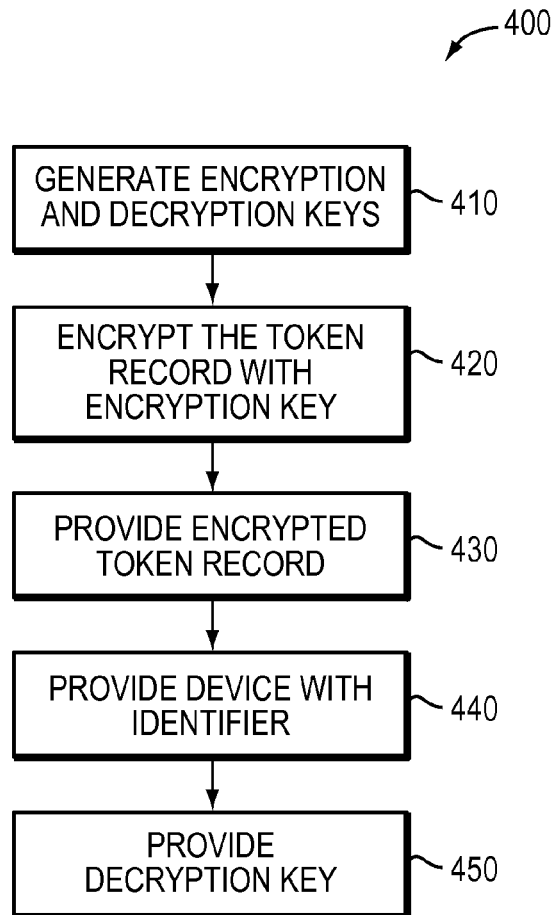 400
GENERATE ENCRYPTION
AND DECRYPTION KEYS
410
ENCRYPT THE TOKEN
RECORD WITH
ENCRYPTION KEY
420
PROVIDE ENCRYPTED
TOKEN RECORD
430
PROVIDE DEVICE WITH
IDENTIFIER
440
PROVIDE
DECRYPTION KEY
450